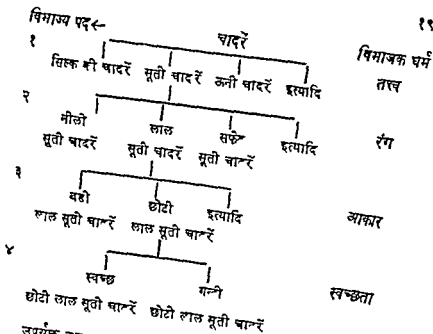 विभाज्य पद← चादरें १९
विभाजक धर्म
१ सिल्क की चादरें सूती चादरें ऊनी चादरें इत्यादि तत्त्व
२ नीली लाल सफेद इत्यादि रंग
सूती चादरें सूती चादरें सूती चादरें
३ बडी छोटी इत्यादि आकार
लाल सूती चादरें लाल सूती चादरें
४ स्वच्छ गन्दी स्वच्छता
छोटी लाल सूती चादरें छोटी लाल सूती चादरें